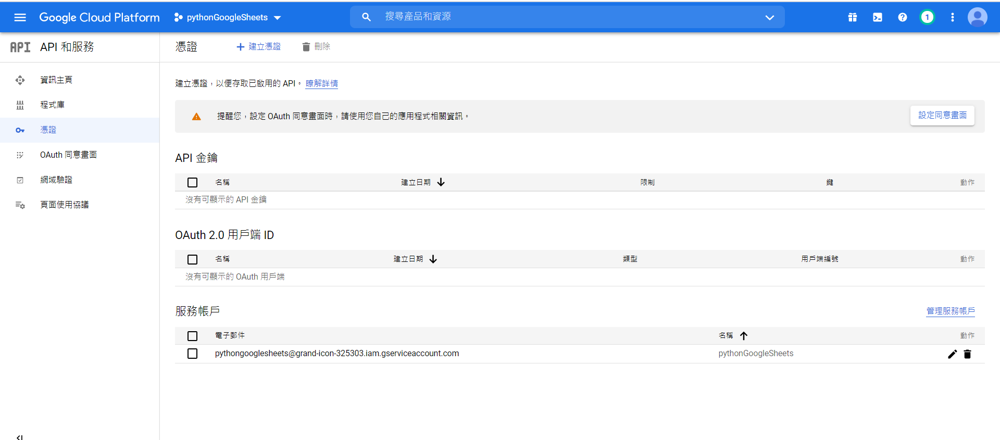 Google Cloud Platform pythonGoogleSheets 搜尋產品和資源 1
API API 和服務 憑證 建立憑證 刪除
資訊主頁
建立憑證，以便存取已啟用的 API。 瞭解詳情
程式庫
提醒您，設定 OAuth 同意畫面時，請使用您自己的應用程式相關資訊。 設定同意畫面
憑證
OAuth 同意畫面
API 金鑰
網域驗證
名稱 建立日期 限制 鍵 動作
沒有可顯示的 API 金鑰
頁面使用協議
OAuth 2.0 用戶端 ID
名稱 建立日期 類型 用戶端編號 動作
沒有可顯示的 OAuth 用戶端
服務帳戶 管理服務帳戶
電子郵件 名稱 動作
pythongooglesheets@grand-icon-325303.iam.gserviceaccount.com pythonGoogleSheets